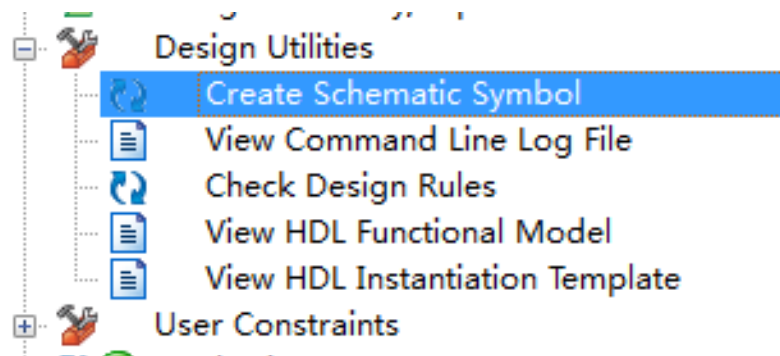 Design Utilities
Create Schematic Symbol
View Command Line Log File
Check Design Rules
View HDL Functional Model
View HDL Instantiation Template
User Constraints